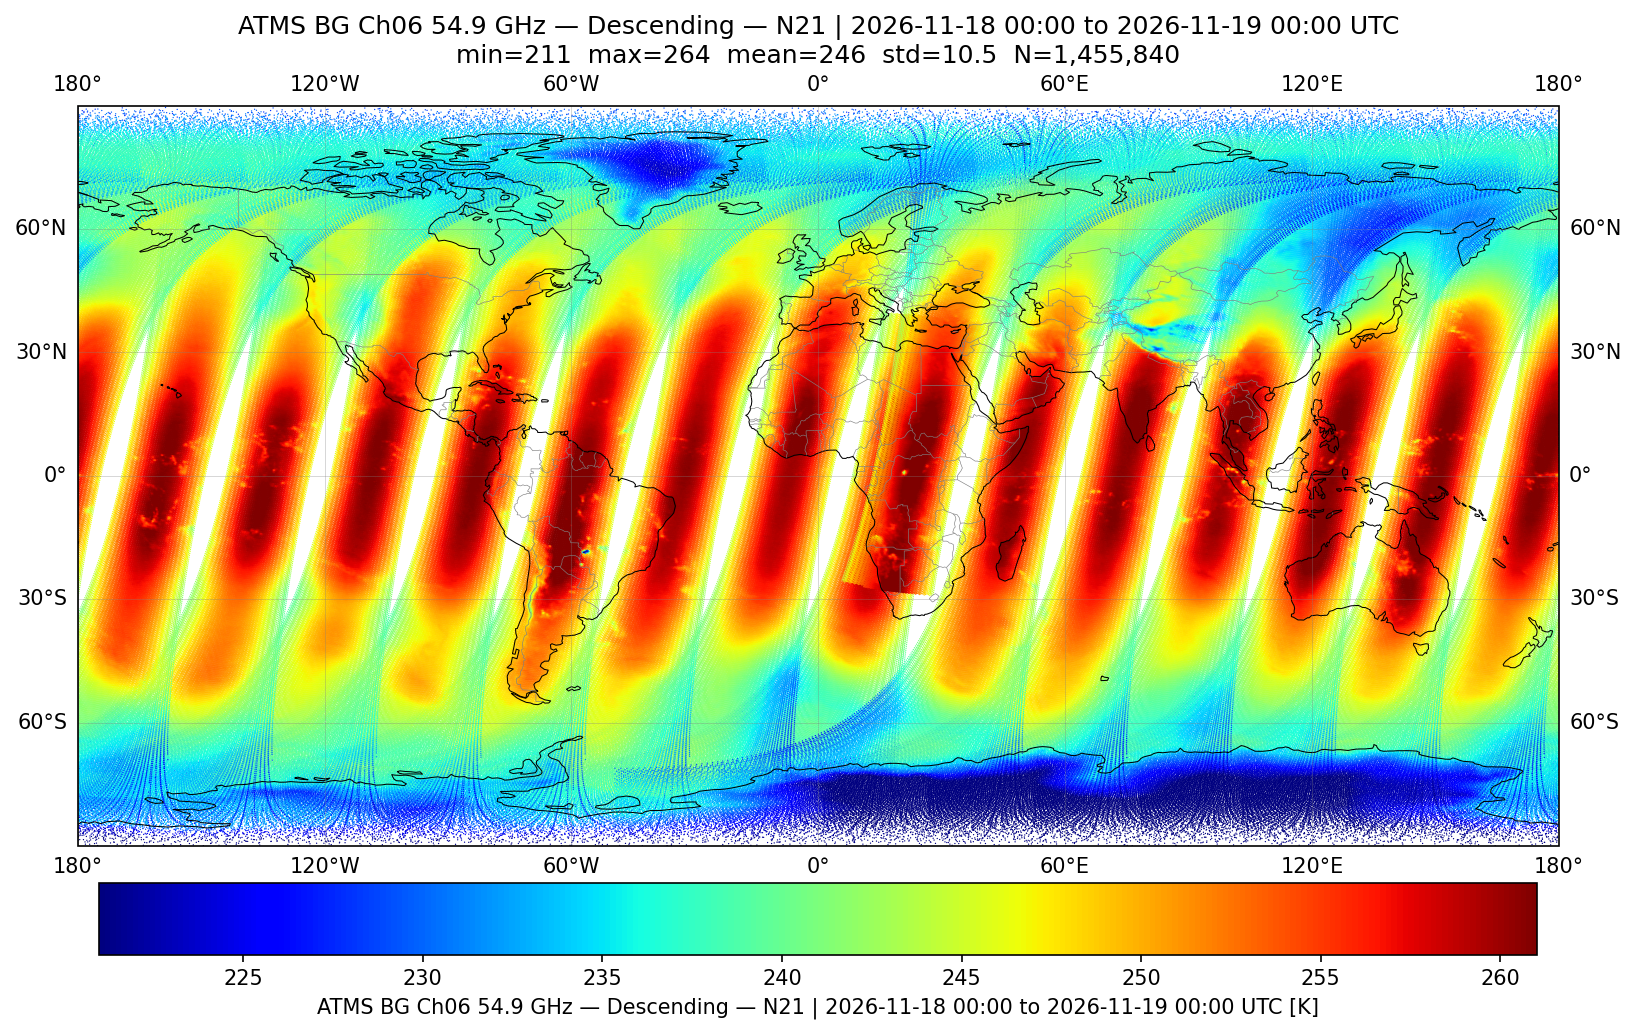 ATMS BG Ch06 54.9 GHz — Descending — N21 | 2026-11-18 00:00 to 2026-11-19 00:00 UTC
min=211 max=264 mean=246 std=10.5 N=1,455,840
180° 120°W 60°W 0° 60°E 120°E 180°
60°N 60°N
30°N 30°N
0° 0°
30°S 30°S
60°S 60°S
180° 120°W 60°W 0° 60°E 120°E 180°
225 230 235 240 245 250 255 260
ATMS BG Ch06 54.9 GHz — Descending — N21 | 2026-11-18 00:00 to 2026-11-19 00:00 UTC [K]